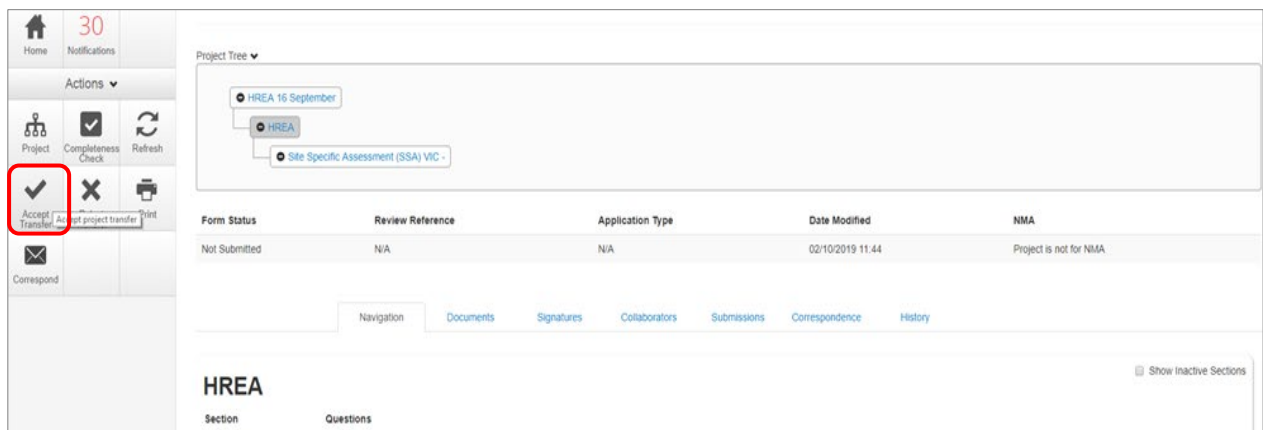 30
Home Notifications
Actions
Project Completeness Check Refresh
Accept Transfer Print
Accept project transfer
Correspond
Project Tree
HREA 16 September
HREA
Site Specific Assessment (SSA) VIC -
Form Status Review Reference Application Type Date Modified NMA
Not Submitted N/A N/A 02/10/2019 11:44 Project is not for NMA
Navigation Documents Signatures Collaborators Submissions Correspondence History
Show Inactive Sections
HREA
Section Questions